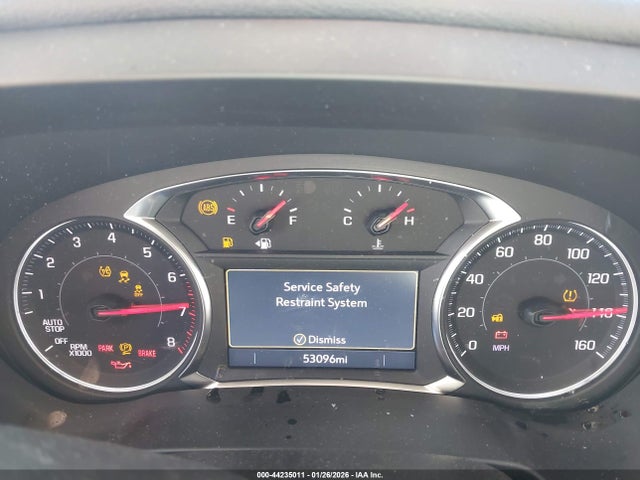 ABS
E F C H
1 2 3 4 5 6 7 8
AUTO
STOP
OFF
RPM
X1000
PARK
BRAKE
Service Safety
Restraint System
Dismiss
53096mi
0 20 40 60 80 100 120 160
MPH
000-44235011 - 01/26/2026 - IAA Inc.